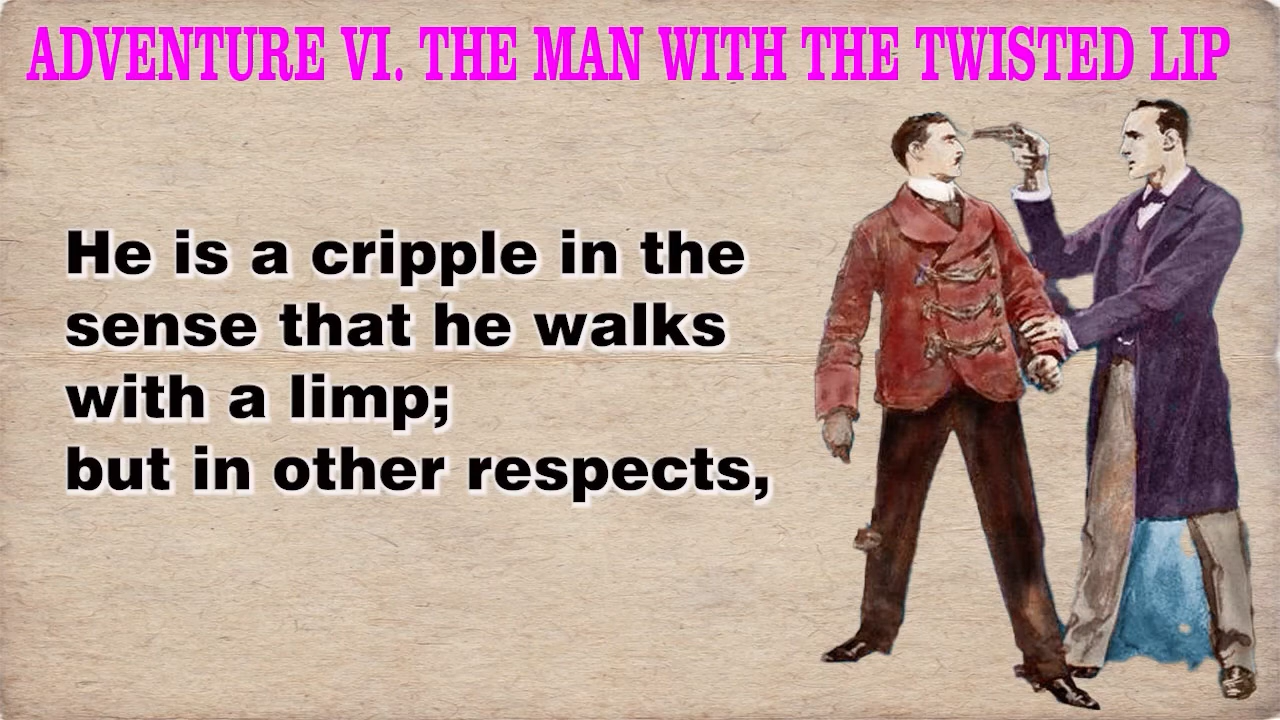 ADVENTURE VI. THE MAN WITH THE TWISTED LIP
He is a cripple in the
sense that he walks
with a limp;
but in other respects,